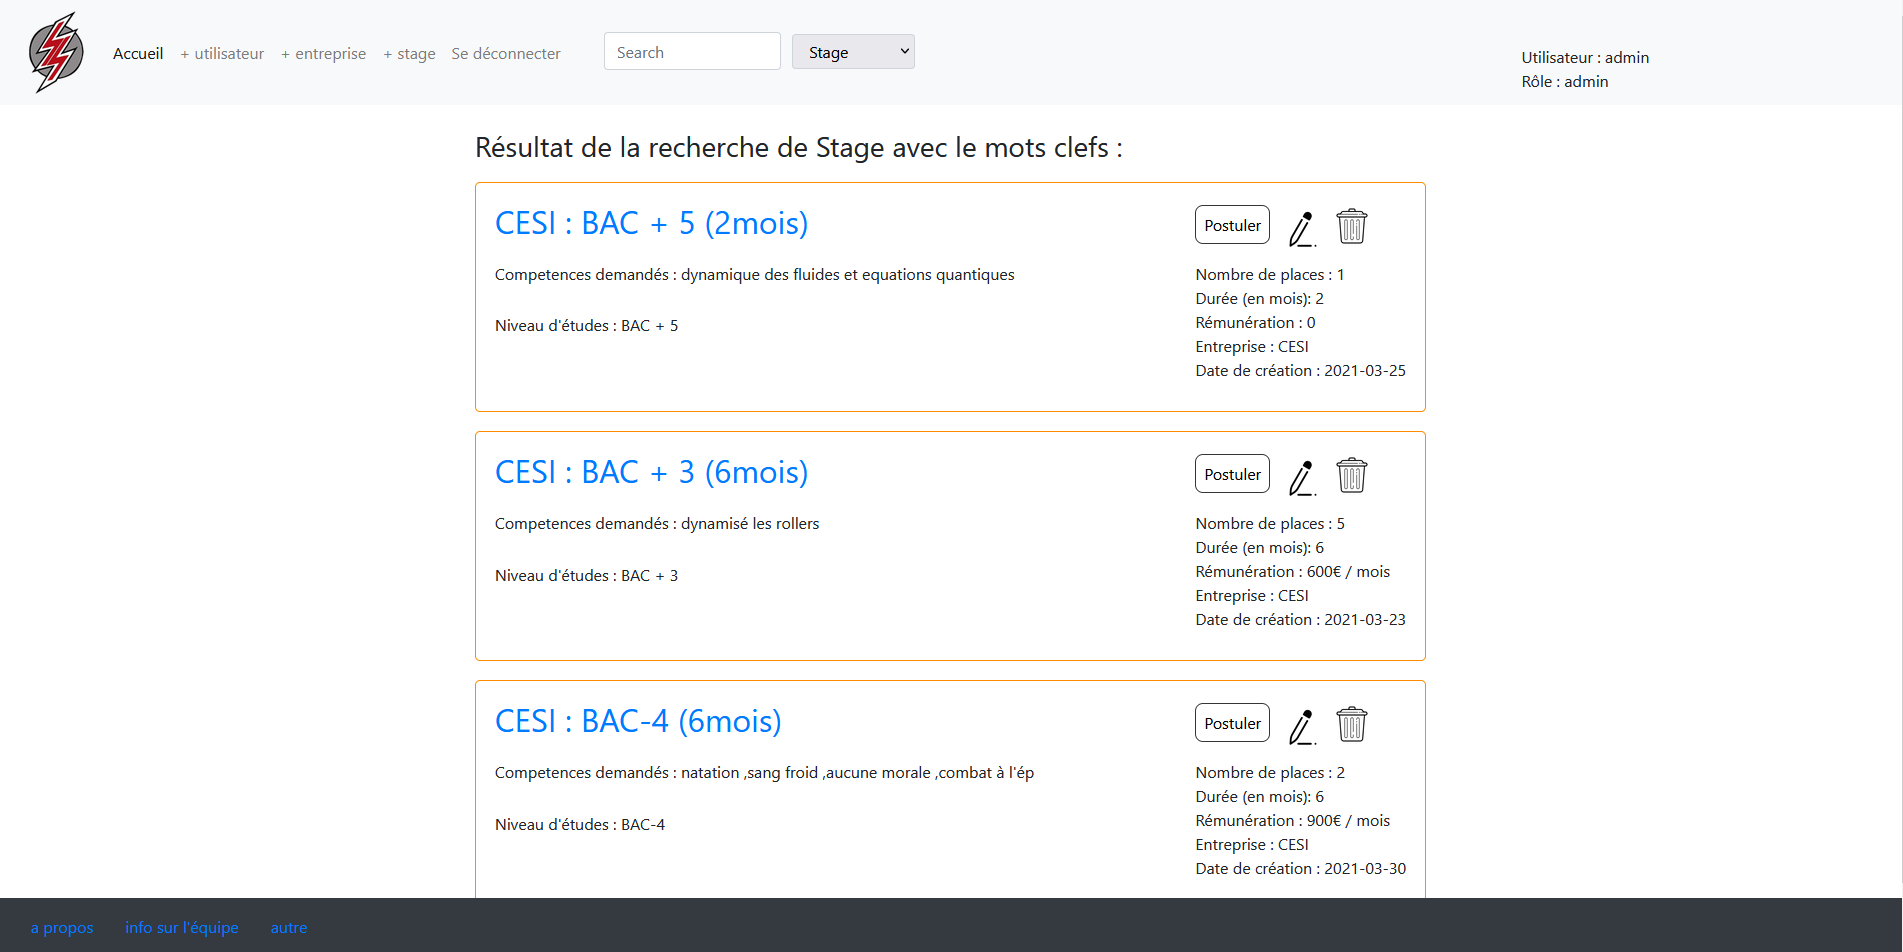 Accueil + utilisateur + entreprise + stage Se déconnecter Search Stage
Utilisateur : admin
Rôle : admin
Résultat de la recherche de Stage avec le mots clefs :
CESI : BAC + 5 (2mois)
Postuler
Competences demandés : dynamique des fluides et equations quantiques
Niveau d'études : BAC + 5
Nombre de places : 1
Durée (en mois): 2
Rémunération : 0
Entreprise : CESI
Date de création : 2021-03-25
CESI : BAC + 3 (6mois)
Postuler
Competences demandés : dynamisé les rollers
Niveau d'études : BAC + 3
Nombre de places : 5
Durée (en mois): 6
Rémunération : 600€ / mois
Entreprise : CESI
Date de création : 2021-03-23
CESI : BAC-4 (6mois)
Postuler
Competences demandés : natation ,sang froid ,aucune morale ,combat à l'ép
Niveau d'études : BAC-4
Nombre de places : 2
Durée (en mois): 6
Rémunération : 900€ / mois
Entreprise : CESI
Date de création : 2021-03-30
a propos info sur l'équipe autre